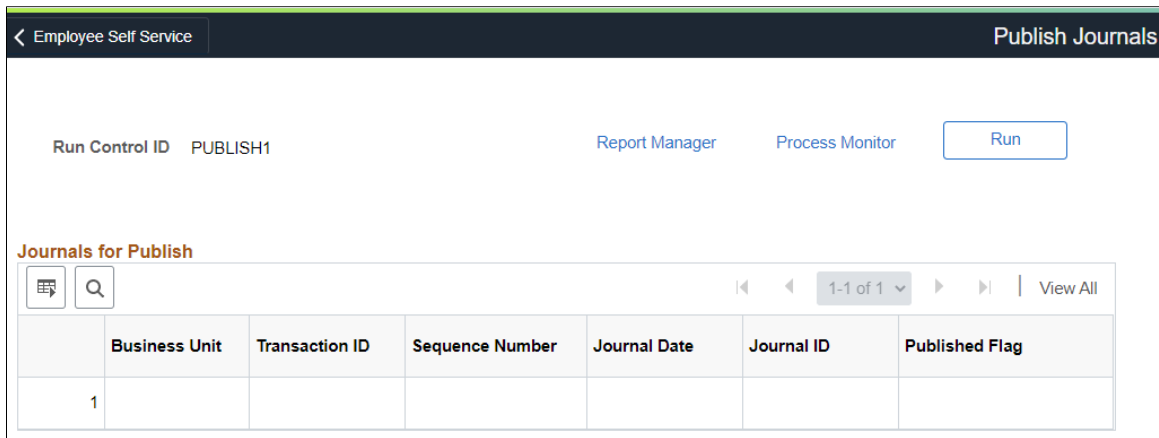 Employee Self Service Publish Journals
Run Control ID PUBLISH1 Report Manager Process Monitor Run
Journals for Publish
1-1 of 1 View All
Business Unit Transaction ID Sequence Number Journal Date Journal ID Published Flag
1